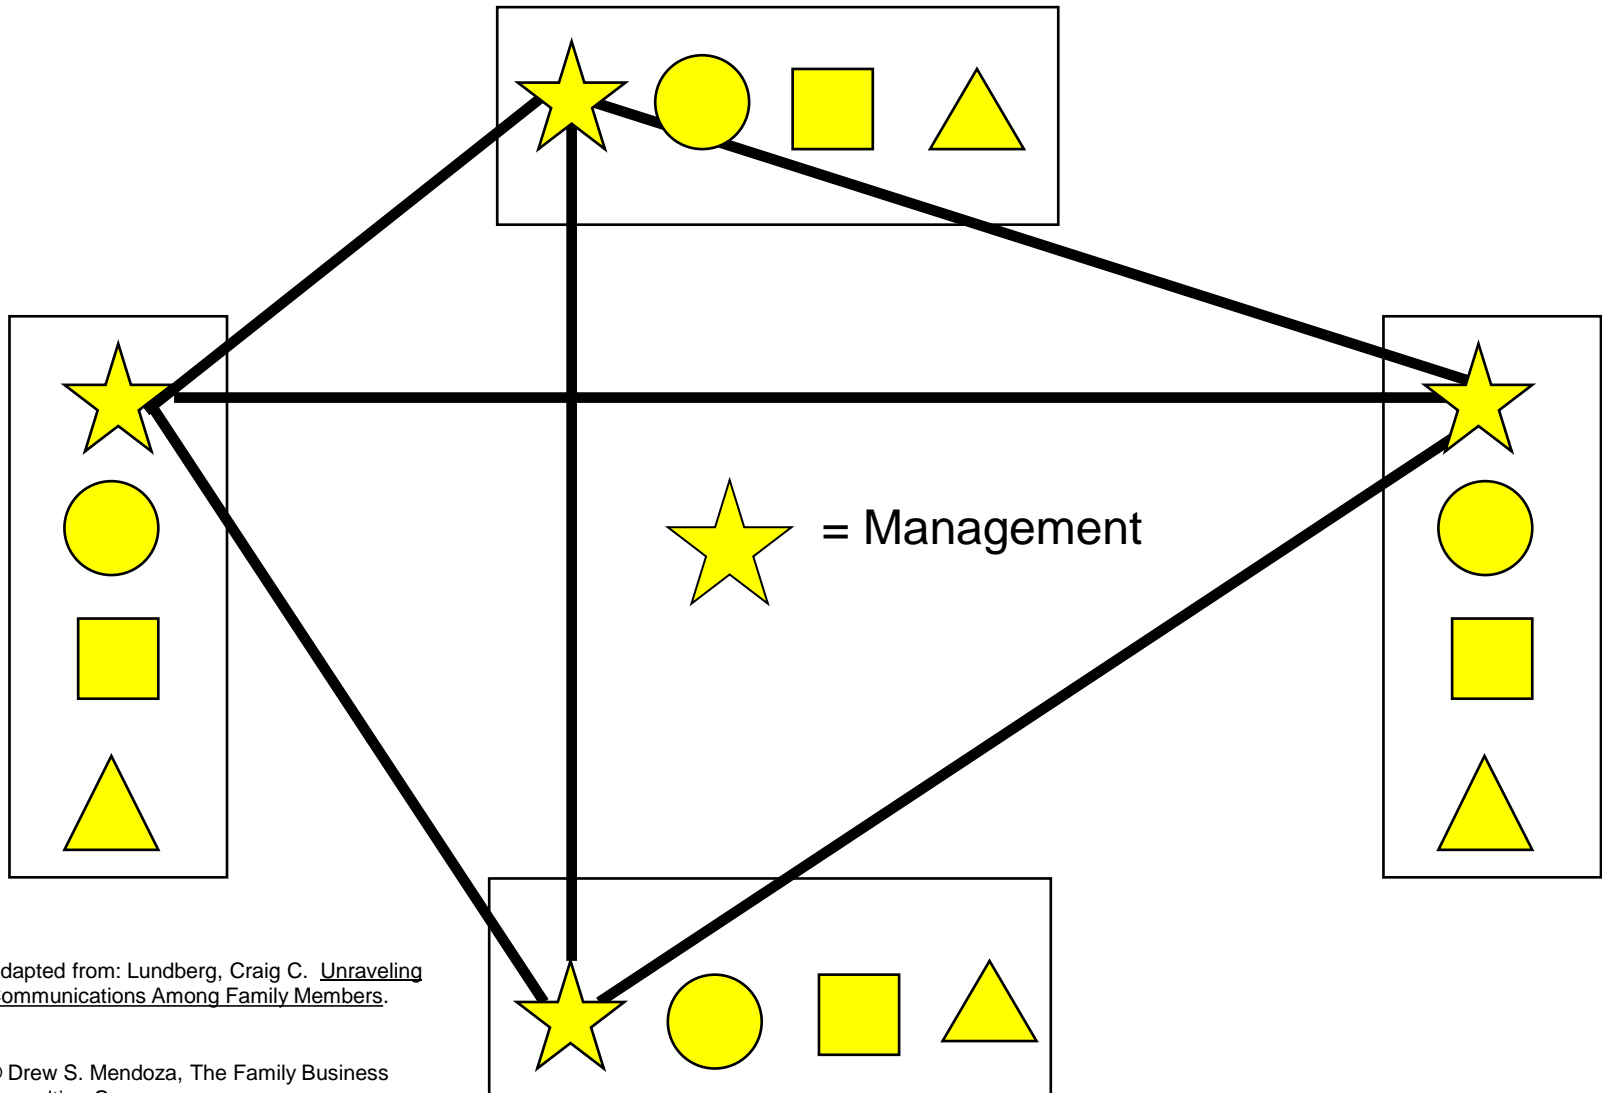 = Management
dapted from: Lundberg, Craig C. Unraveling
ommunications Among Family Members.
© Drew S. Mendoza, The Family Business